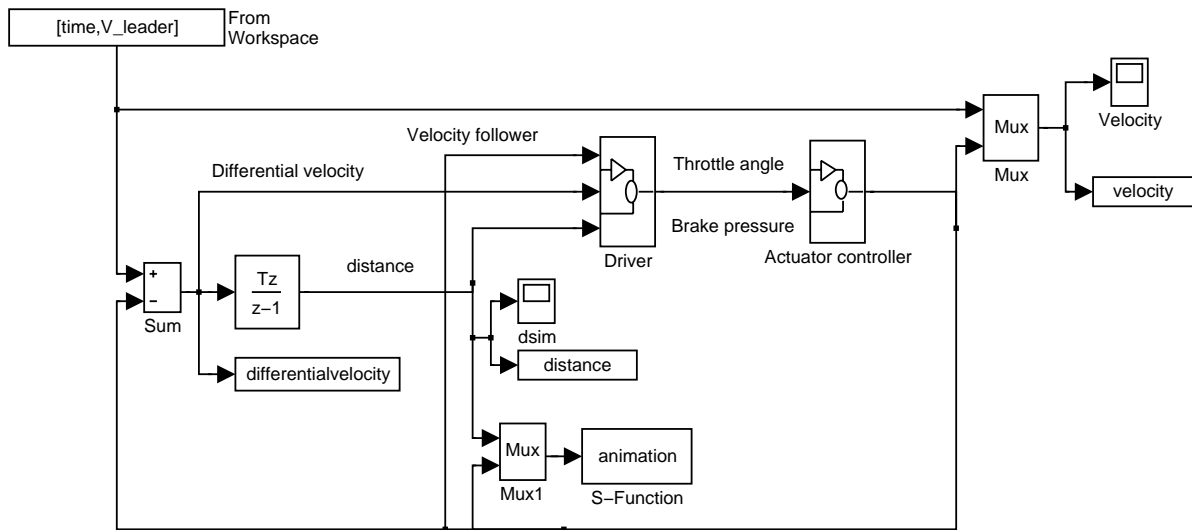 [time,V_leader]
From
Workspace
Velocity
Mux
Mux
velocity
Velocity follower
Differential velocity
Throttle angle
Brake pressure
Driver
Actuator controller
+
−
Sum
Tz
z−1
distance
dsim
differentialvelocity
distance
Mux
Mux1
animation
S−Function